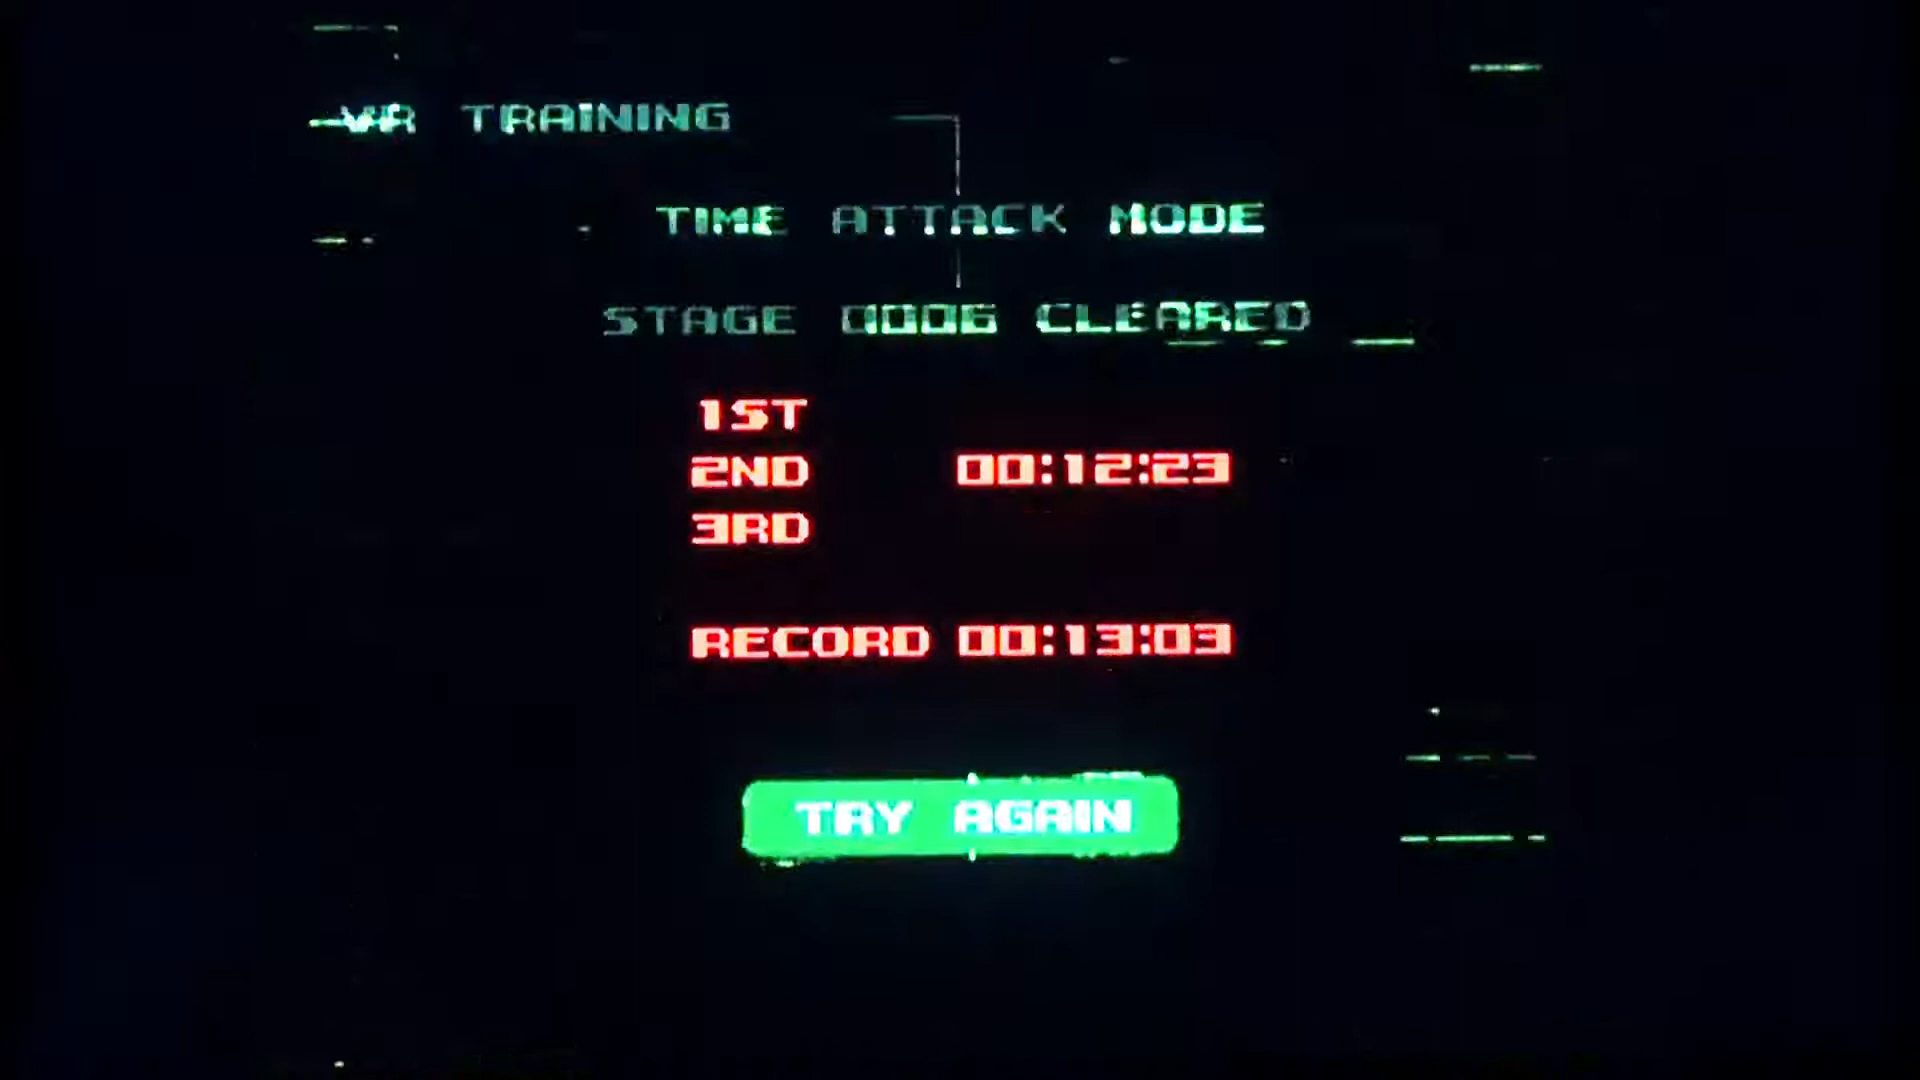 VR TRAINING
TIME ATTACK MODE
STAGE 0006 CLEARED
1ST
2ND 00:12:23
3RD
RECORD 00:13:03
TRY AGAIN